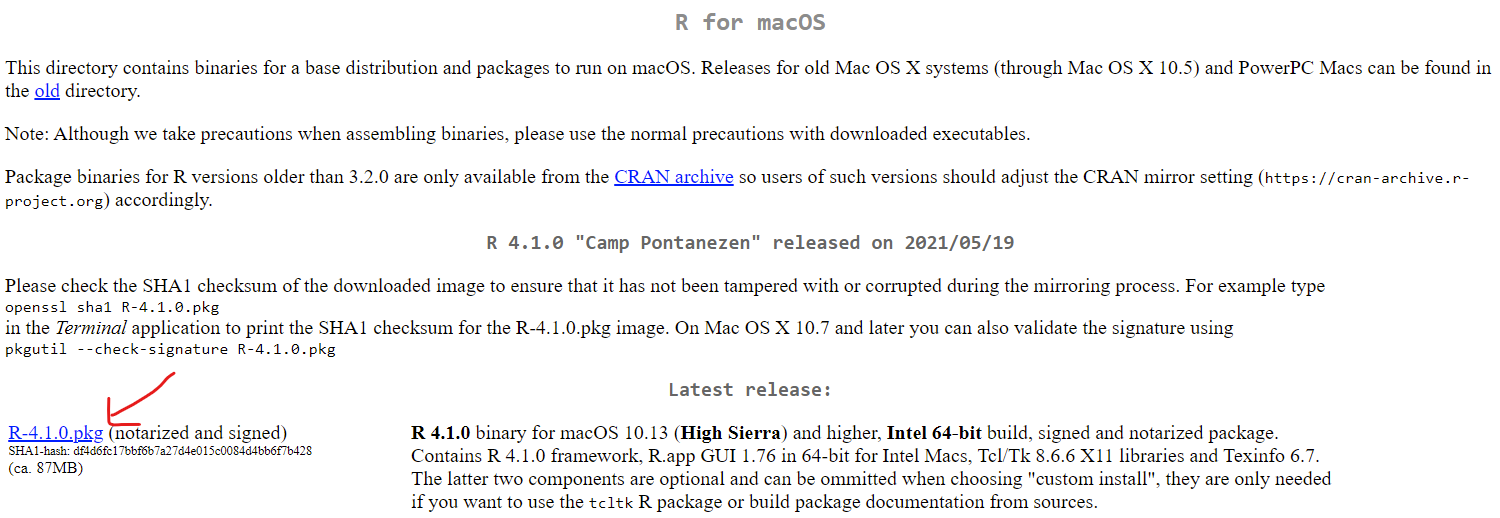 R for macOS
This directory contains binaries for a base distribution and packages to run on macOS. Releases for old Mac OS X systems (through Mac OS X 10.5) and PowerPC Macs can be found in
the old directory.
Note: Although we take precautions when assembling binaries, please use the normal precautions with downloaded executables.
Package binaries for R versions older than 3.2.0 are only available from the CRAN archive so users of such versions should adjust the CRAN mirror setting (https://cran-archive.r-
project.org) accordingly.
R 4.1.0 "Camp Pontanezen" released on 2021/05/19
Please check the SHA1 checksum of the downloaded image to ensure that it has not been tampered with or corrupted during the mirroring process. For example type
openssl sha1 R-4.1.0.pkg
in the Terminal application to print the SHA1 checksum for the R-4.1.0.pkg image. On Mac OS X 10.7 and later you can also validate the signature using
pkgutil --check-signature R-4.1.0.pkg
Latest release:
R-4.1.0.pkg (notarized and signed)
SHA1-hash: df4d6fc17bbf6b7a27d4e015c0084d4bb6f7b428
(ca. 87MB)
R 4.1.0 binary for macOS 10.13 (High Sierra) and higher, Intel 64-bit build, signed and notarized package.
Contains R 4.1.0 framework, R.app GUI 1.76 in 64-bit for Intel Macs, Tcl/Tk 8.6.6 X11 libraries and Texinfo 6.7.
The latter two components are optional and can be ommitted when choosing "custom install", they are only needed
if you want to use the tcltk R package or build package documentation from sources.